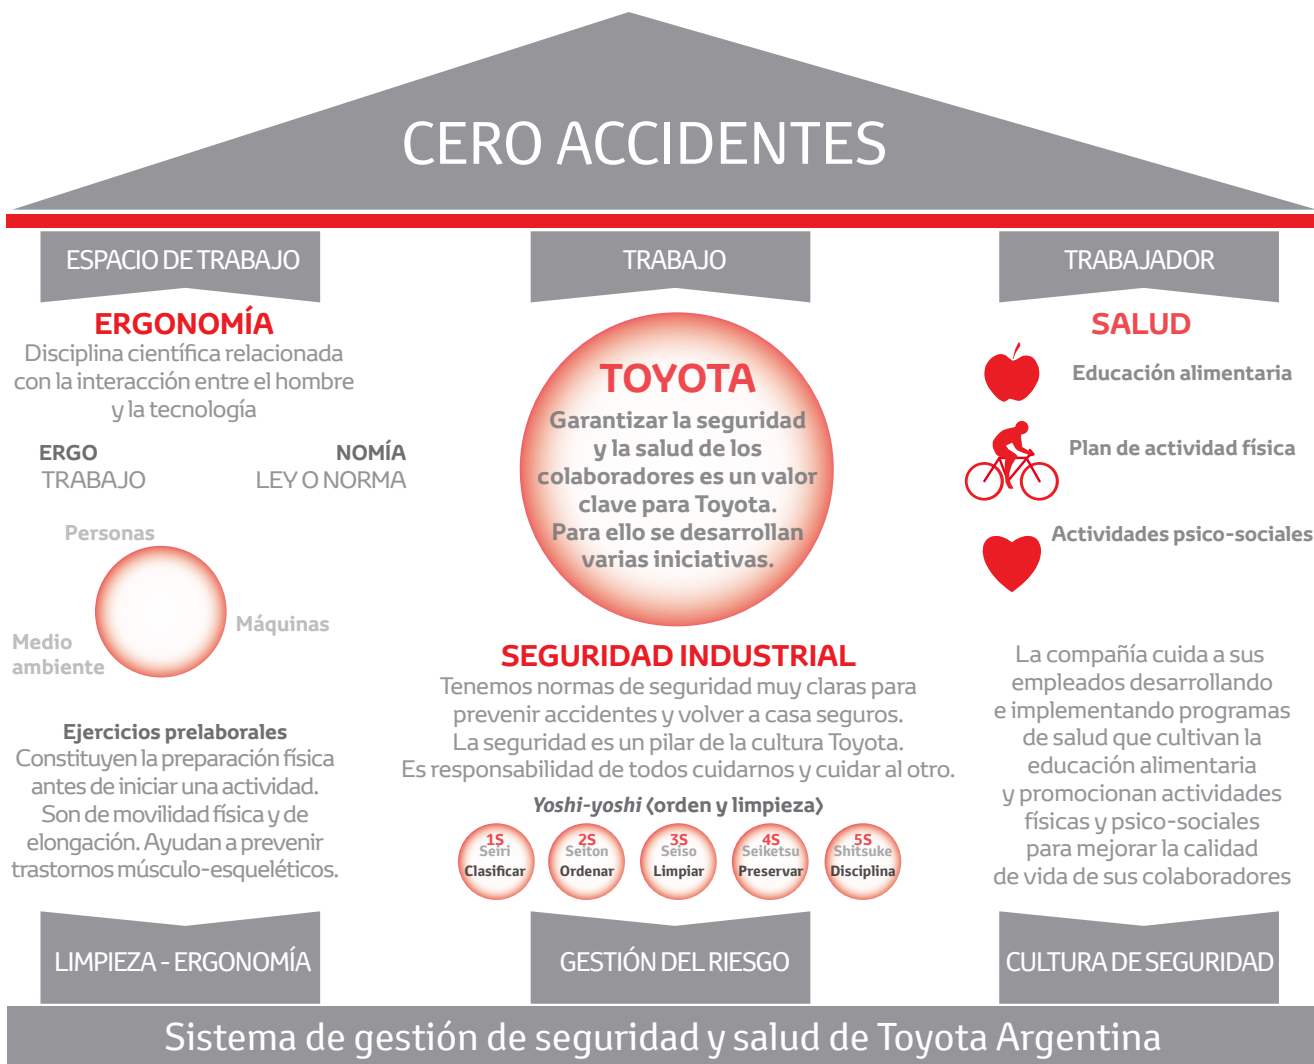 CERO ACCIDENTES
ESPACIO DE TRABAJO
ERGONOMÍA
Disciplina científica relacionada
con la interacción entre el hombre
y la tecnología
ERGO
TRABAJO
NOMÍA
LEY O NORMA
Personas
Máquinas
Medio
ambiente
Ejercicios prelaborales
Constituyen la preparación física
antes de iniciar una actividad.
Son de movilidad física y de
elongación. Ayudan a prevenir
trastornos músculo-esqueléticos.
LIMPIEZA - ERGONOMÍA
TRABAJO
TOYOTA
Garantizar la seguridad
y la salud de los
colaboradores es un valor
clave para Toyota.
Para ello se desarrollan
varias iniciativas.
SEGURIDAD INDUSTRIAL
Tenemos normas de seguridad muy claras para
prevenir accidentes y volver a casa seguros.
La seguridad es un pilar de la cultura Toyota.
Es responsabilidad de todos cuidarnos y cuidar al otro.
Yoshi-yoshi (orden y limpieza)
1S
Seiri
Clasificar
2S
Seiton
Ordenar
3S
Seiso
Limpiar
4S
Seiketsu
Preservar
5S
Shitsuke
Disciplina
GESTIÓN DEL RIESGO
TRABAJADOR
SALUD
Educación alimentaria
Plan de actividad física
Actividades psico-sociales
La compañía cuida a sus
empleados desarrollando
e implementando programas
de salud que cultivan la
educación alimentaria
y promocionan actividades
físicas y psico-sociales
para mejorar la calidad
de vida de sus colaboradores
CULTURA DE SEGURIDAD
Sistema de gestión de seguridad y salud de Toyota Argentina